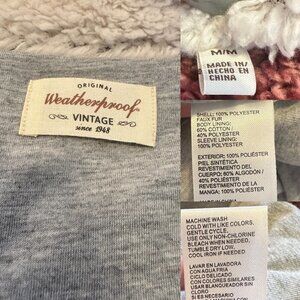 ORIGINAL
Weatherproof
VINTAGE
since 1948
M/M
MADE IN/
HECHO EN
CHINA
SHELL: 100% POLYESTER
FAUX FUR
BODY LINING:
60% COTTON /
40% POLYESTER
SLEEVE LINING:
100% POLYESTER
EXTERIOR: 100% POLIÉSTER
PIEL SINTÉTICA
REVESTIMIENTO DEL
CUERPO: 60% ALGODÓN /
40% POLIÉSTER
REVESTIMIENTO DE LA
MANGA: 100% POLIÉSTER
MACHINE WASH
COLD WITH LIKE COLORS,
GENTLE CYCLE.
USE ONLY NON-CHLORINE
BLEACH WHEN NEEDED.
TUMBLE DRY LOW,
COOL IRON IF NEEDED
LAVAR EN LAVADORA
CON AGUA FRIA
CICLO DELICADO
CON COLORES SIMILARES
USAR BLANQUEADOR SIN
CLORO
SI ES NECESARIO